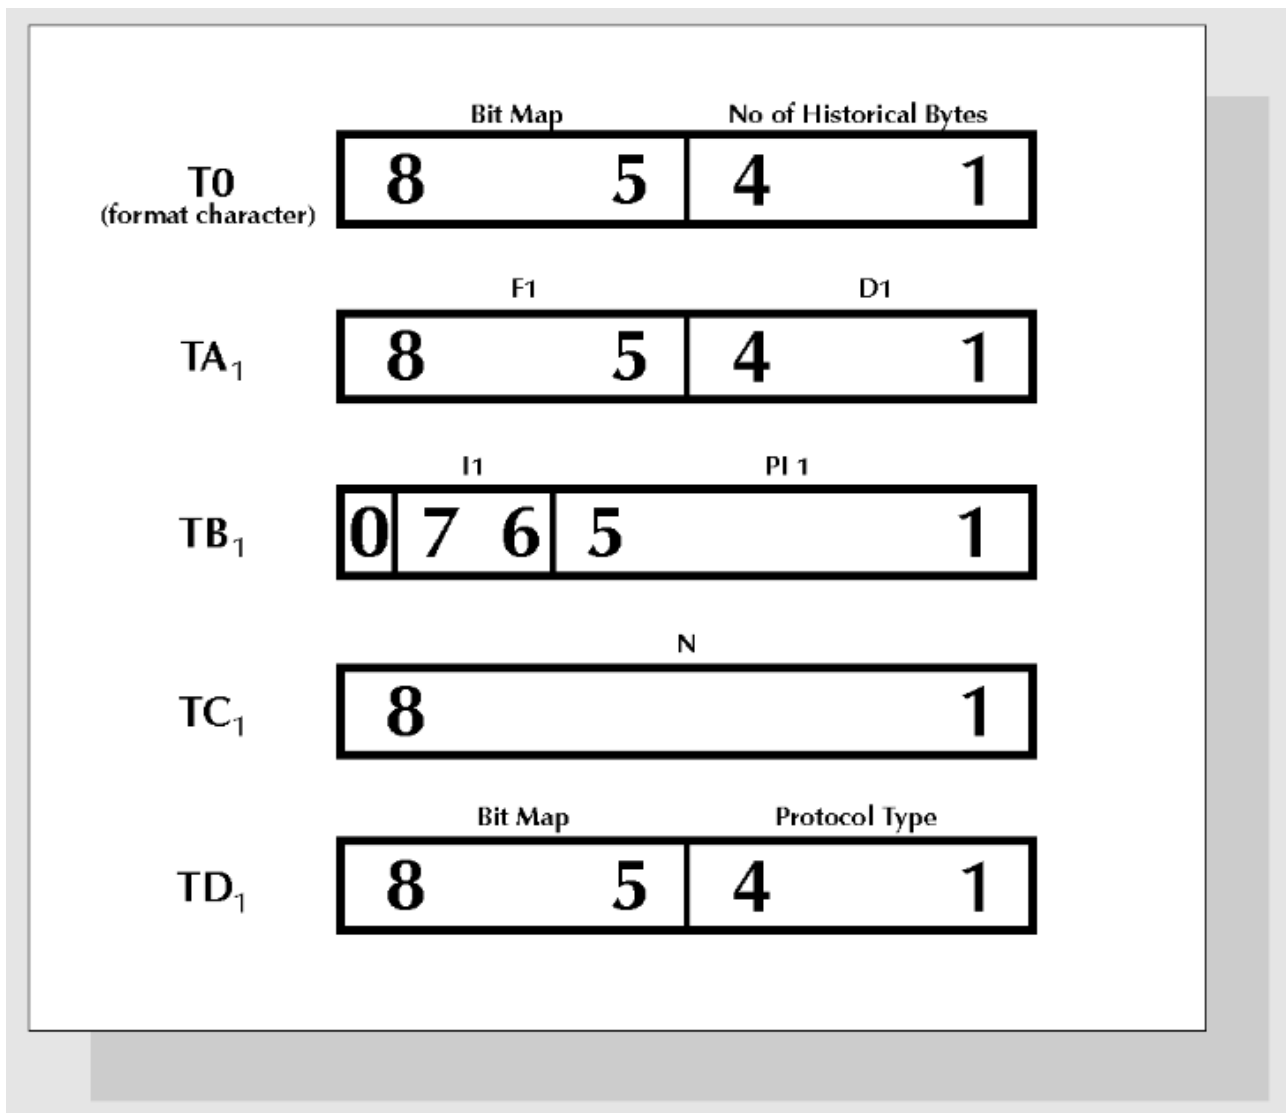 Bit Map No of Historical Bytes
T0 8 5 4 1
(format character)
F1 D1
TA1 8 5 4 1
I1 PI 1
TB1 0 7 6 5 1
N
TC1 8 1
Bit Map Protocol Type
TD1 8 5 4 1